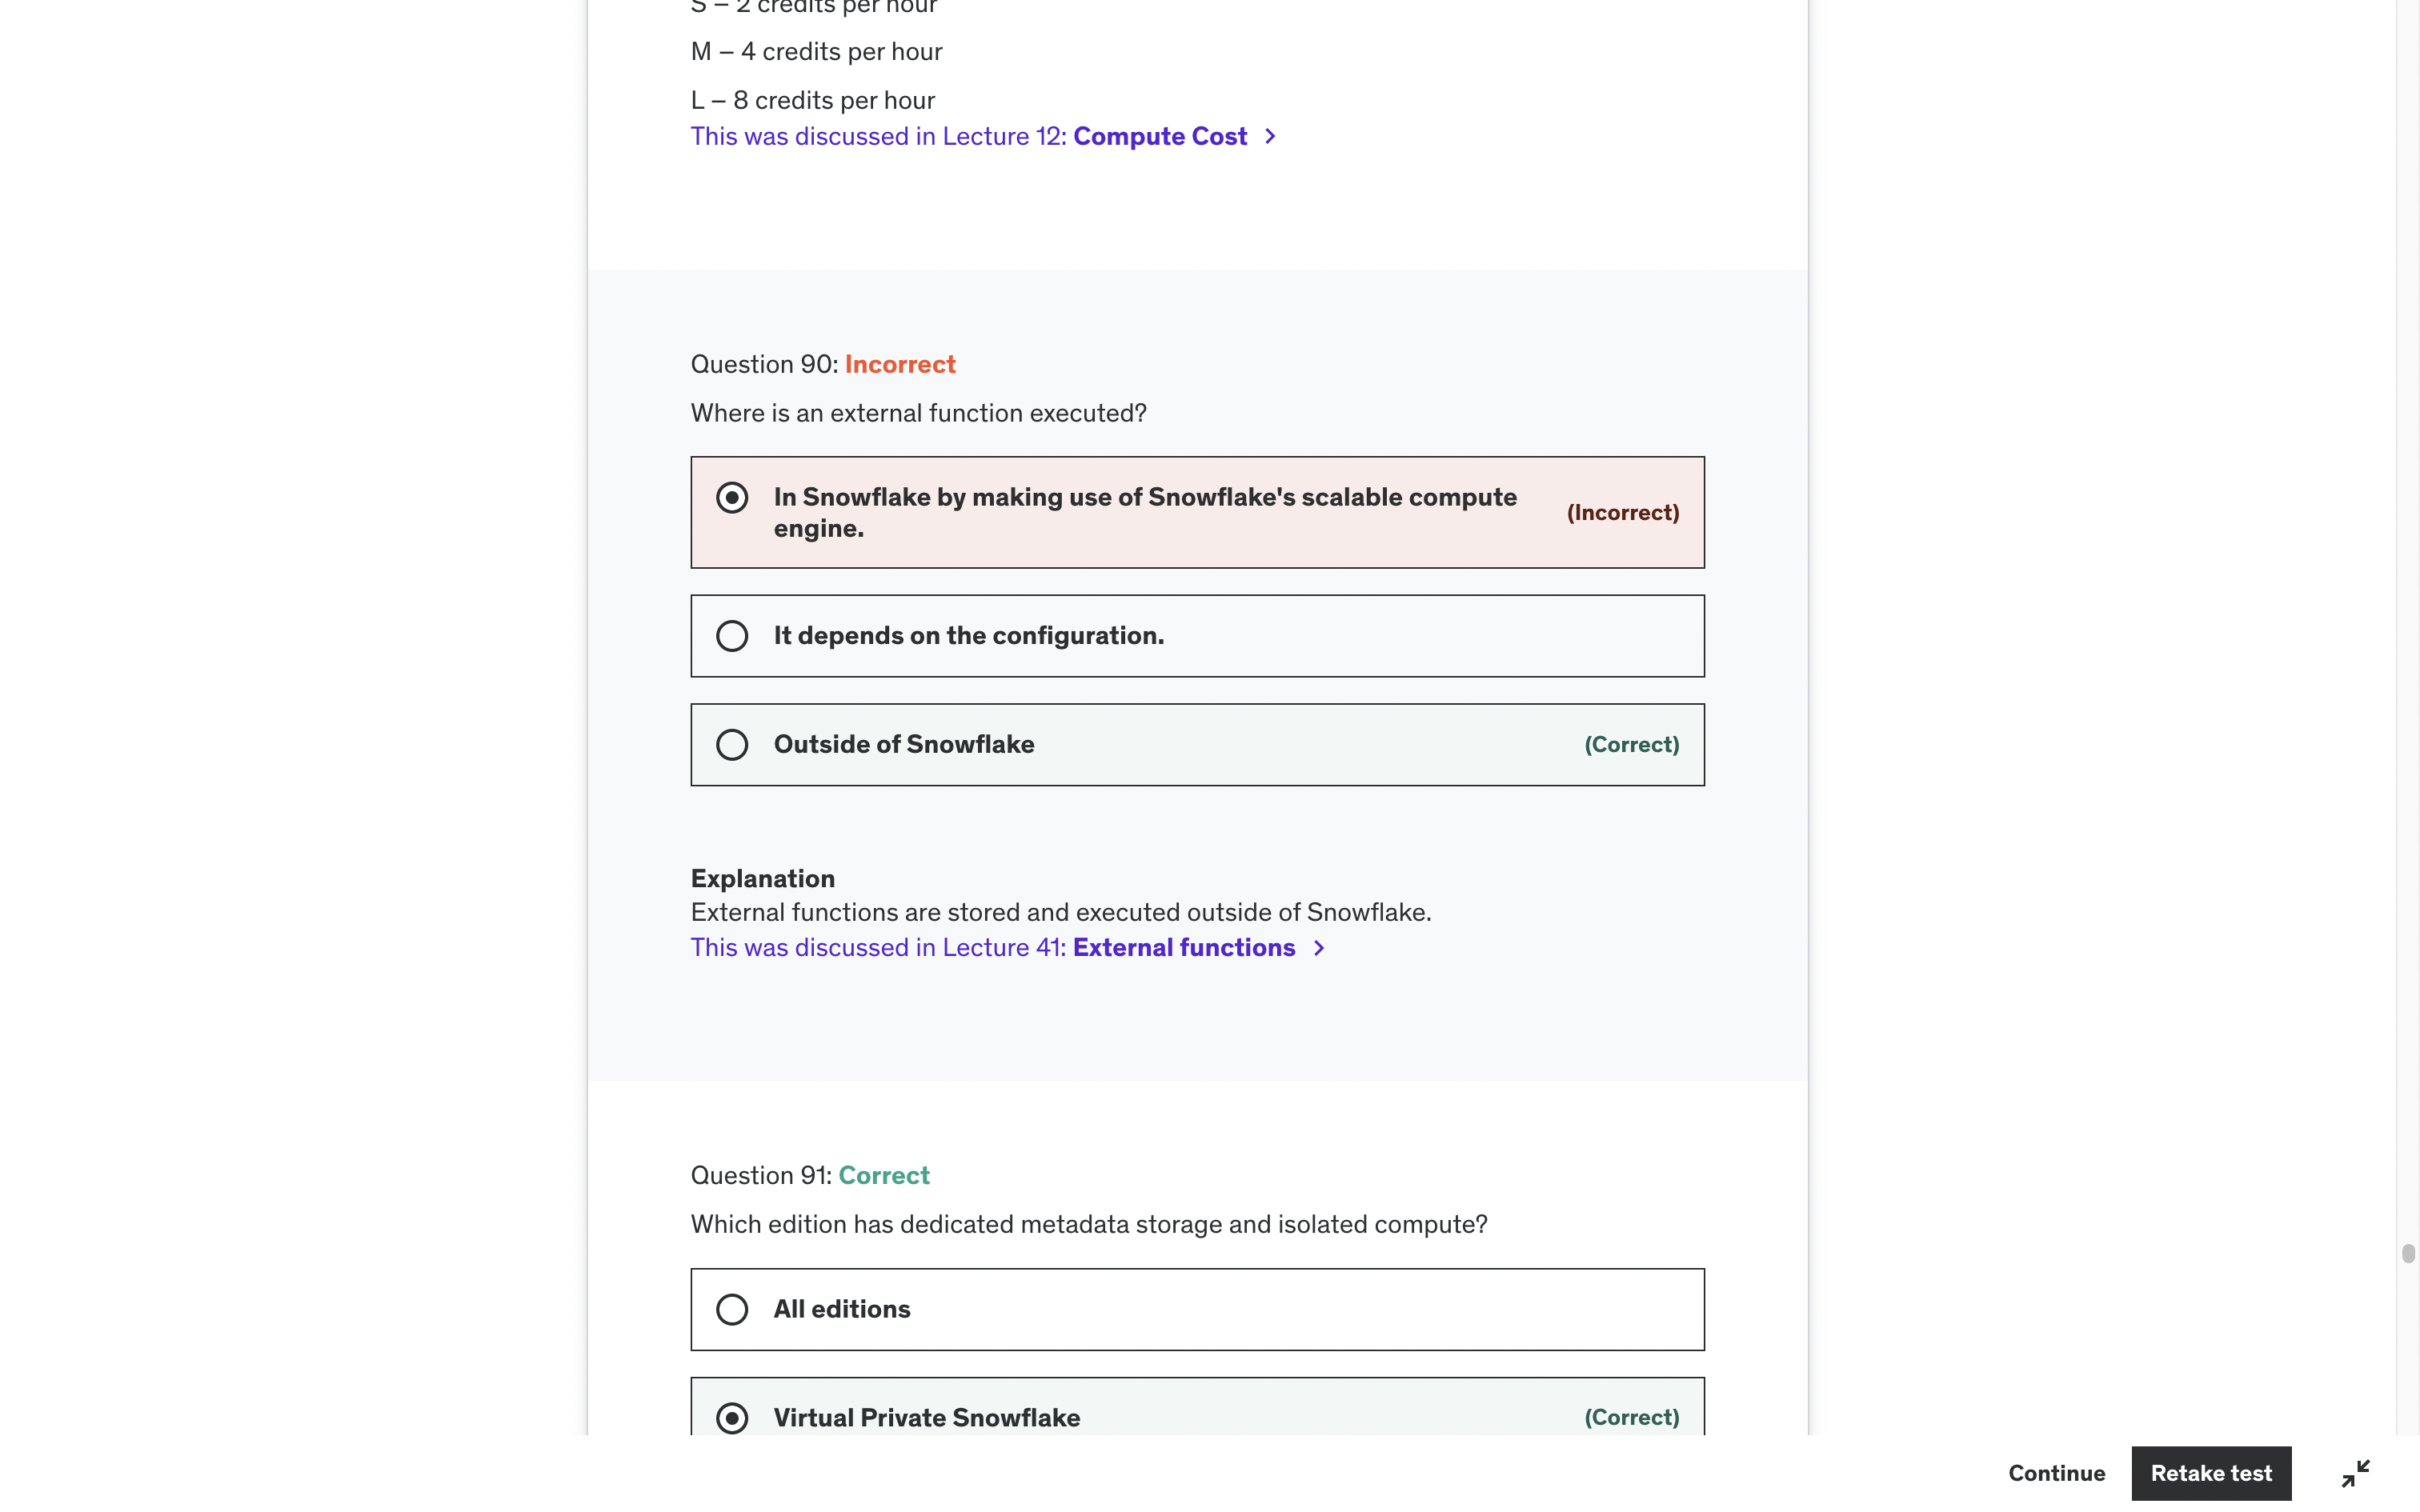 S – 2 credits per hour
M – 4 credits per hour
L – 8 credits per hour
This was discussed in Lecture 12: Compute Cost >
Question 90: Incorrect
Where is an external function executed?
In Snowflake by making use of Snowflake's scalable compute
engine.
(Incorrect)
It depends on the configuration.
Outside of Snowflake (Correct)
Explanation
External functions are stored and executed outside of Snowflake.
This was discussed in Lecture 41: External functions >
Question 91: Correct
Which edition has dedicated metadata storage and isolated compute?
All editions
Virtual Private Snowflake (Correct)
Continue Retake test